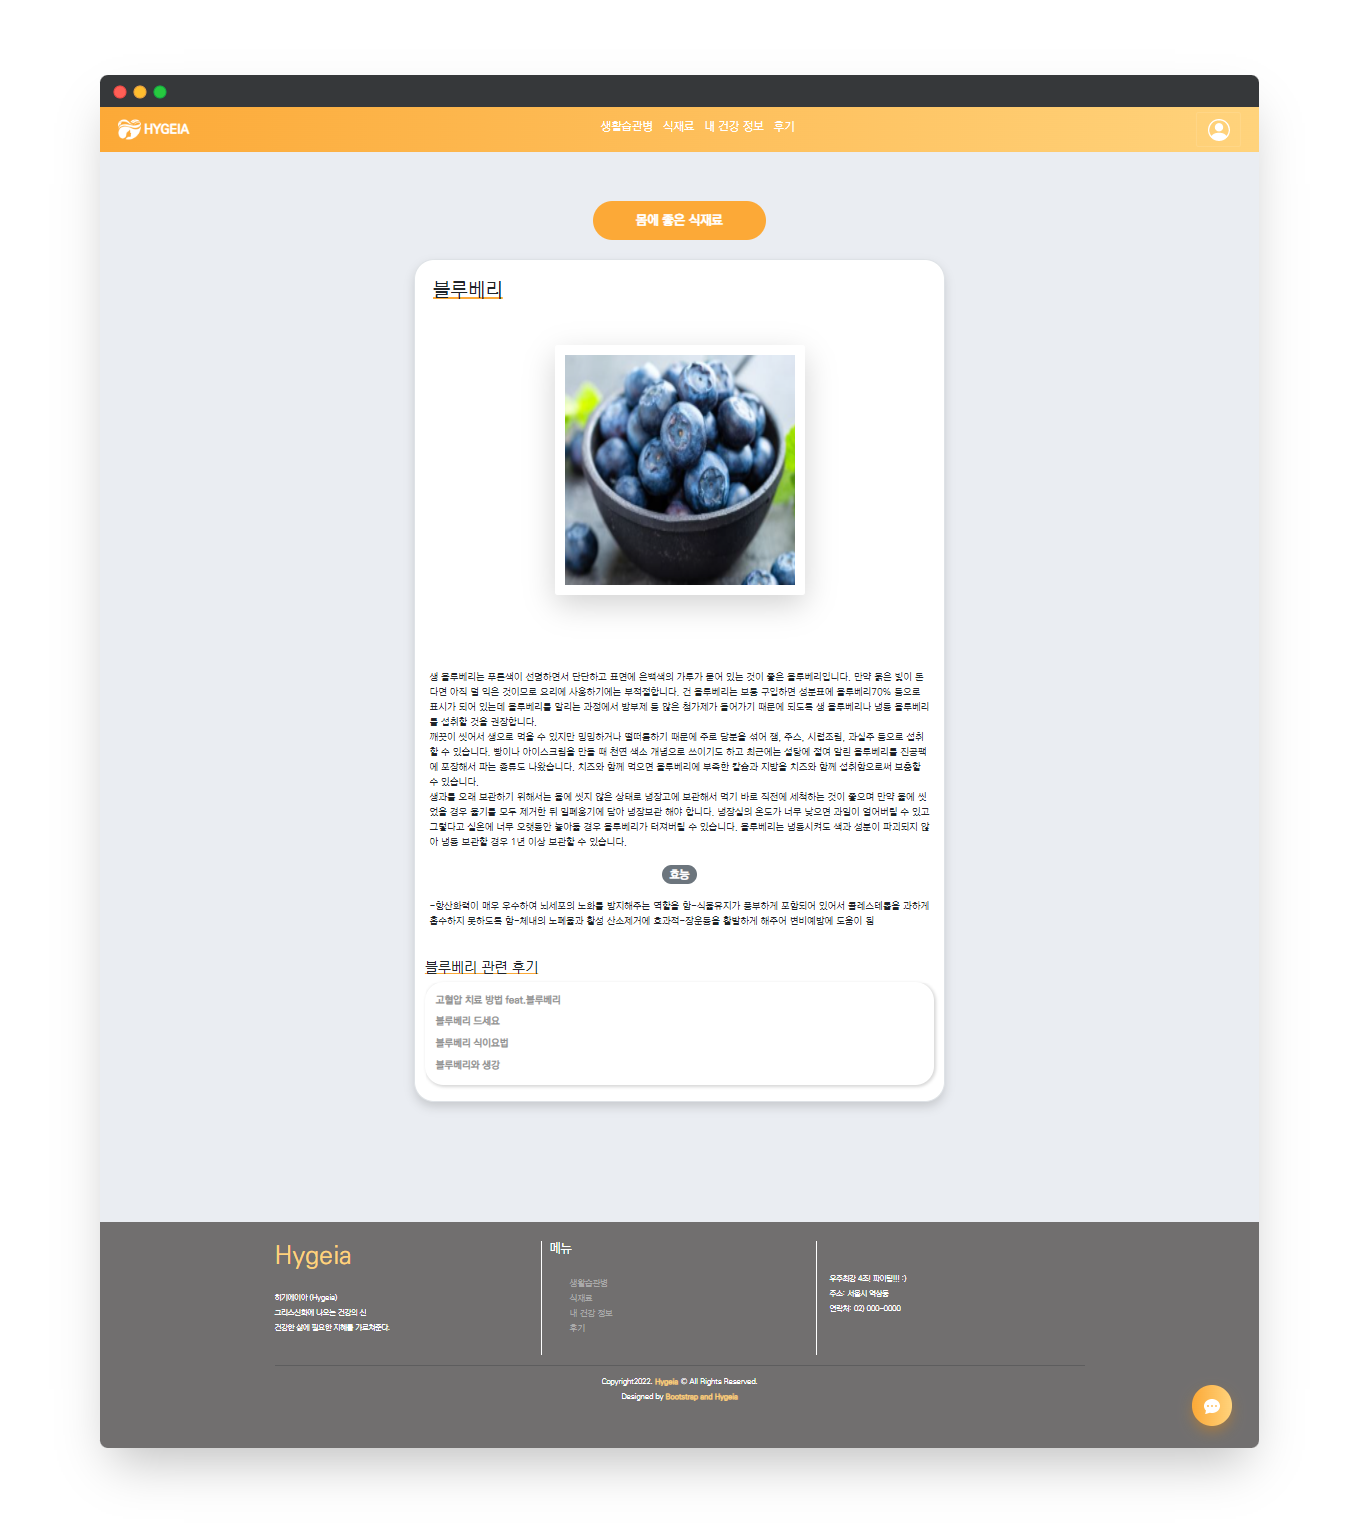 HYGEIA
생활습관병 식재료 내 건강 정보 후기
몸에 좋은 식재료
블루베리
생 블루베리는 푸른색이 선명하면서 단단하고 표면에 은백색의 가루가 묻어 있는 것이 좋은 블루베리입니다. 만약 붉은 빛이 돈
다면 아직 덜 익은 것이므로 요리에 사용하기에는 부적절합니다. 건 블루베리는 보통 구입하면 성분표에 블루베리70% 등으로
표시가 되어 있는데 블루베리를 말리는 과정에서 방부제 등 많은 첨가제가 들어가기 때문에 되도록 생 블루베리나 냉동 블루베리
를 섭취할 것을 권장합니다.
깨끗이 씻어서 생으로 먹을 수 있지만 밍밍하거나 떨떠름하기 때문에 주로 당분을 섞어 잼, 주스, 시럽조림, 과실주 등으로 섭취
할 수 있습니다. 빵이나 아이스크림을 만들 때 천연 색소 개념으로 쓰이기도 하고 최근에는 설탕에 절여 말린 블루베리를 진공팩
에 포장해서 파는 종류도 나왔습니다. 치즈와 함께 먹으면 블루베리에 부족한 칼슘과 지방을 치즈와 함께 섭취함으로써 보충할
수 있습니다.
생과를 오래 보관하기 위해서는 물에 씻지 않은 상태로 냉장고에 보관해서 먹기 바로 직전에 세척하는 것이 좋으며 만약 물에 씻
었을 경우 물기를 모두 제거한 뒤 밀폐용기에 담아 냉장보관 해야 합니다. 냉장실의 온도가 너무 낮으면 과일이 얼어버릴 수 있고
그렇다고 실온에 너무 오랫동안 놓아둘 경우 블루베리가 터져버릴 수 있습니다. 블루베리는 냉동시켜도 색과 성분이 파괴되지 않
아 냉동 보관할 경우 1년 이상 보관할 수 있습니다.
효능
-항산화력이 매우 우수하여 뇌세포의 노화를 방지해주는 역할을 함-식물유지가 풍부하게 포함되어 있어서 콜레스테롤을 과하게
흡수하지 못하도록 함-체내의 노폐물과 활성 산소제거에 효과적-장운동을 활발하게 해주어 변비예방에 도움이 됨
블루베리 관련 후기
고혈압 치료 방법 feat.블루베리
블루베리 드세요
블루베리 식이요법
블루베리와 생강
Hygeia
히기에이아 (Hygeia)
그리스신화에 나오는 건강의 신
건강한 삶에 필요한 지혜를 가르쳐준다.
메뉴
생활습관병
식재료
내 건강 정보
후기
우주최강 4조! 파이팅!!! :)
주소: 서울시 역삼동
연락처: 02) 000-0000
Copyright2022. Hygeia © All Rights Reserved.
Designed by Bootstrap and Hygeia